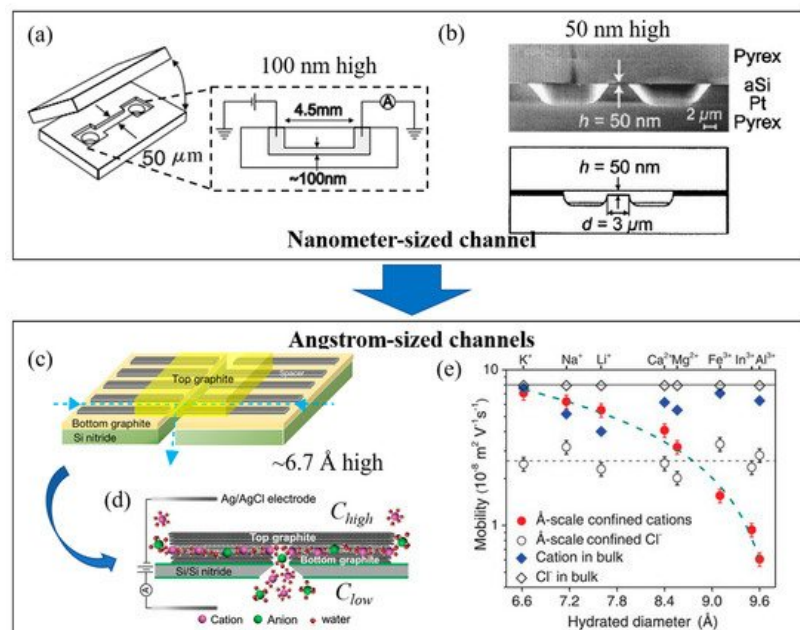 (a)
100 nm high
4.5mm
A
50 μm
~100nm
(b)
50 nm high
Pyrex
aSi
Pt
Pyrex
h = 50 nm
2 μm
h = 50 nm
d = 3 μm
Nanometer-sized channel
Angstrom-sized channels
(c)
Top graphite
Spacer
Bottom graphite
Si nitride
~6.7 Å high
(d)
Ag/AgCl electrode
C_high
Top graphite
Bottom graphite
Si/Si nitride
A
C_low
Cation Anion water
(e)
K⁺ Na⁺ Li⁺ Ca²⁺ Mg²⁺ Fe³⁺ In³⁺ Al³⁺
10
Mobility (10⁻⁸ m² V⁻¹ s⁻¹)
1
Å-scale confined cations
Å-scale confined Cl⁻
Cation in bulk
Cl⁻ in bulk
6.6 7.2 7.8 8.4 9.0 9.6
Hydrated diameter (Å)